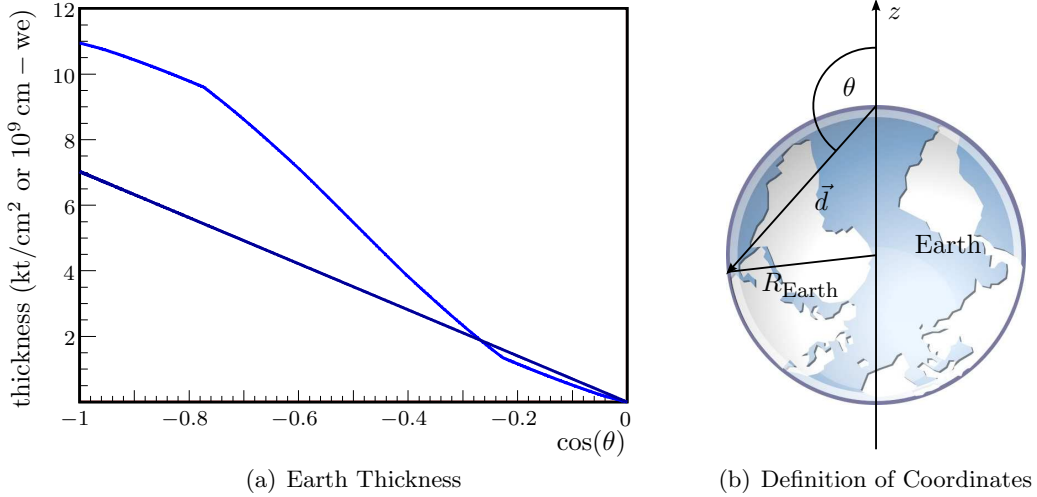 thickness (kt/cm² or 10⁹ cm − we)
12
10
8
6
4
2
−1
−0.8
−0.6
−0.4
−0.2
0
cos(θ)
(a) Earth Thickness
z
θ
d⃗
Earth
R_Earth
(b) Definition of Coordinates